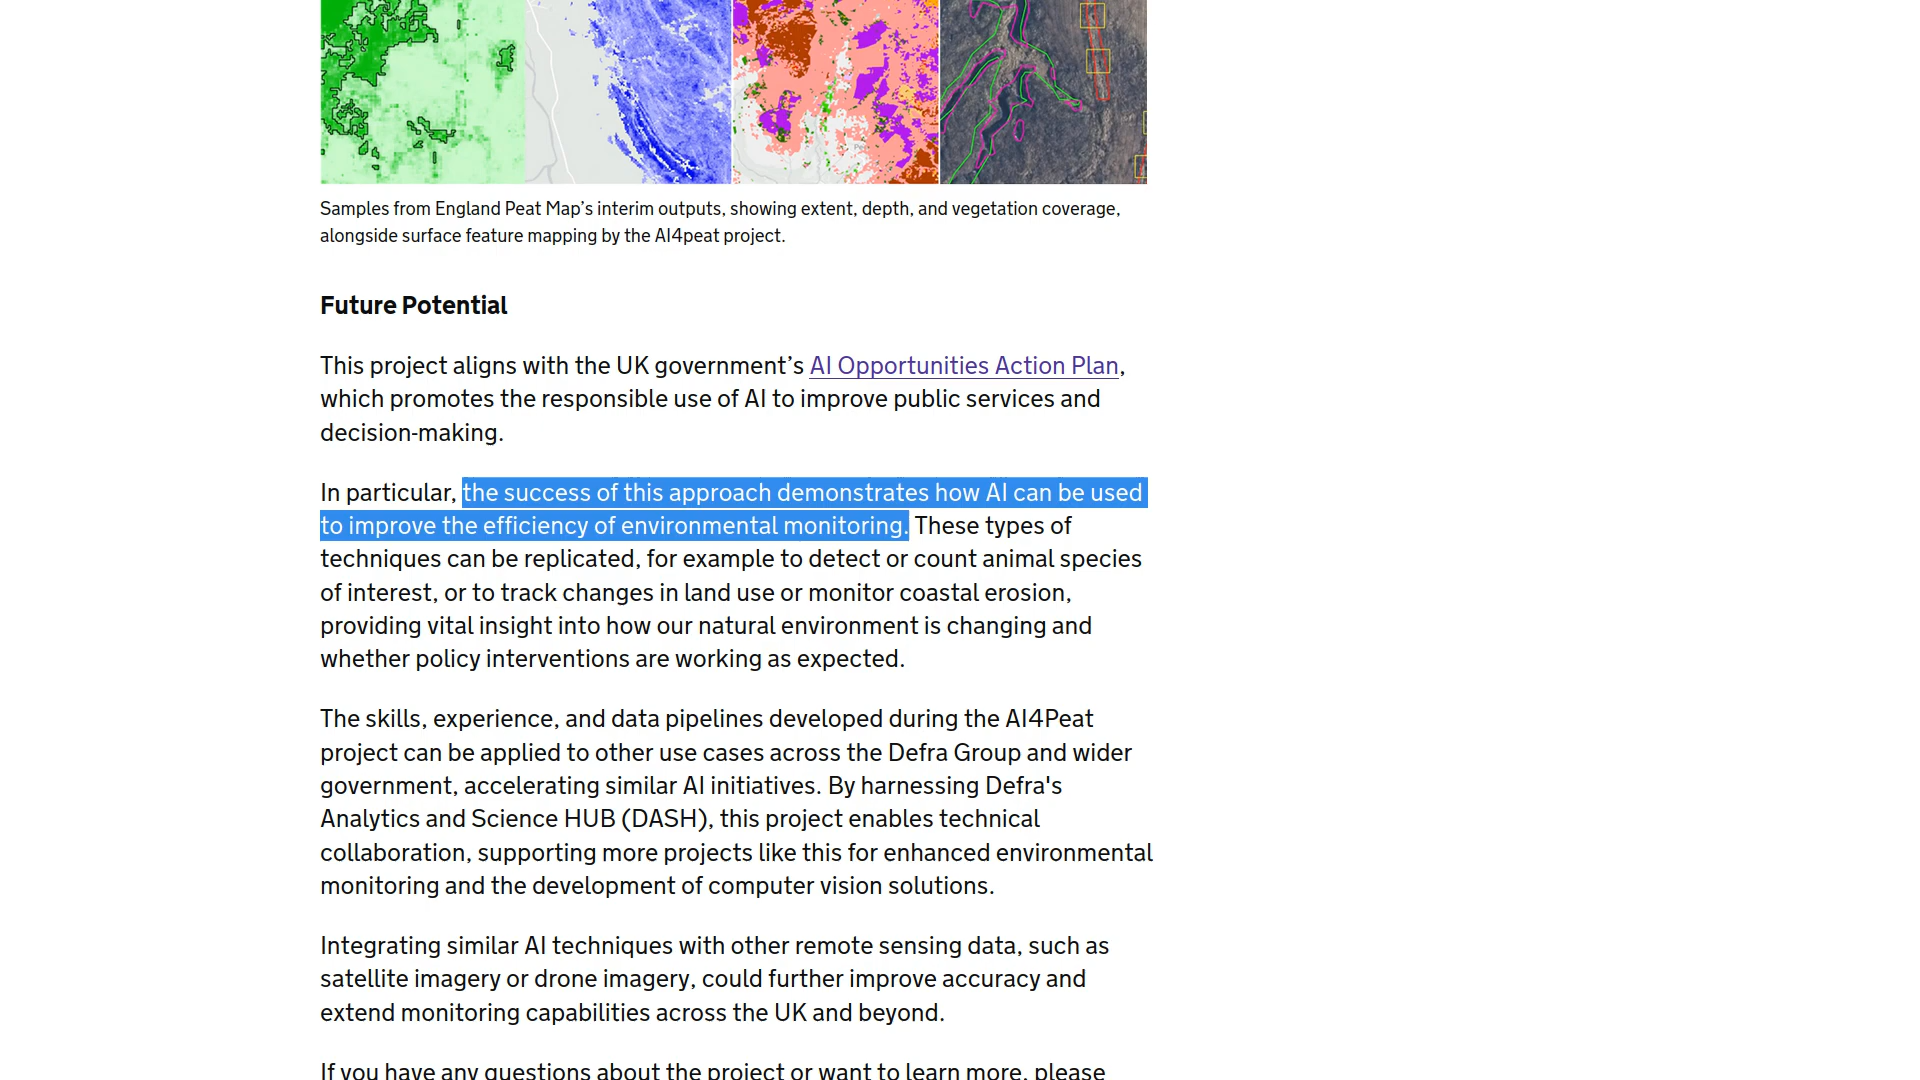 Samples from England Peat Map’s interim outputs, showing extent, depth, and vegetation coverage,
alongside surface feature mapping by the AI4peat project.
Future Potential
This project aligns with the UK government’s AI Opportunities Action Plan,
which promotes the responsible use of AI to improve public services and
decision-making.
In particular, the success of this approach demonstrates how AI can be used
to improve the efficiency of environmental monitoring. These types of
techniques can be replicated, for example to detect or count animal species
of interest, or to track changes in land use or monitor coastal erosion,
providing vital insight into how our natural environment is changing and
whether policy interventions are working as expected.
The skills, experience, and data pipelines developed during the AI4Peat
project can be applied to other use cases across the Defra Group and wider
government, accelerating similar AI initiatives. By harnessing Defra's
Analytics and Science HUB (DASH), this project enables technical
collaboration, supporting more projects like this for enhanced environmental
monitoring and the development of computer vision solutions.
Integrating similar AI techniques with other remote sensing data, such as
satellite imagery or drone imagery, could further improve accuracy and
extend monitoring capabilities across the UK and beyond.
If you have any questions about the project or want to learn more, please